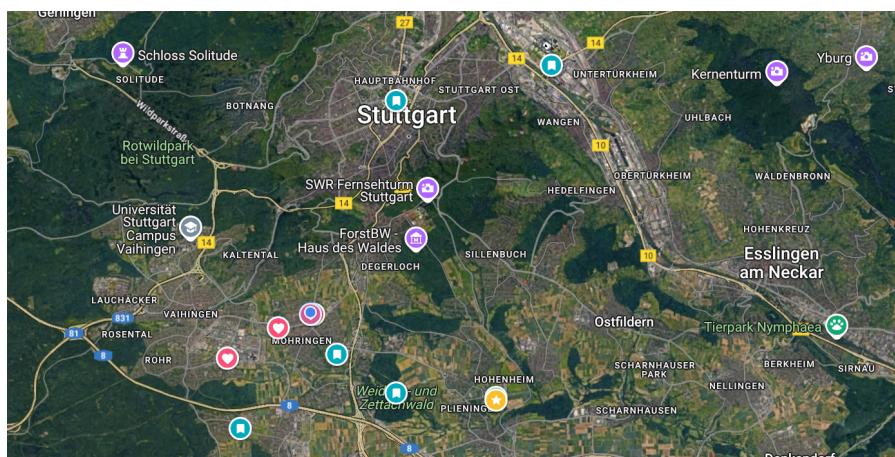 Gerlingen
27
14
14
Schloss Solitude
SOLITUDE
HAUPTBAHNHOF
UNTERTÜRKHEIM
Kernenturm
Yburg
STUTTGART OST
BOTNANG
Stuttgart
WANGEN
UHLBACH
Wildparkstraße
Rotwildpark
bei Stuttgart
10
OBERTÜRKHEIM
WALDENBRONN
SWR Fernsehturm
Stuttgart
HEDELFINGEN
14
Universität
Stuttgart
Campus
Vaihingen
14
ForstBW -
Haus des Waldes
HOHENKREUZ
KALTENTAL
DEGERLOCH
SILLENBUCH
10
Esslingen
am Neckar
LAUCHÄCKER
VAIHINGEN
831
81
ROSENTAL
8
MÖHRINGEN
Ostfildern
Tierpark Nymphaea
ROHR
SCHARNHAUSER
PARK
BERKHEIM
SIRNAU
HOHENHEIM
NELLINGEN
und
Zettachwald
8
PLIENINGEN
SCHARNHAUSEN
8
Denkendorf